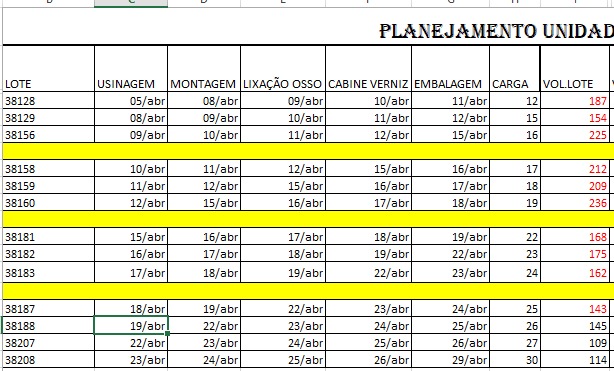 PLANEJAMENTO UNIDAD
LOTE USINAGEM MONTAGEM LIXAÇÃO OSSO CABINE VERNIZ EMBALAGEM CARGA VOL.LOTE
38128 05/abr 08/abr 09/abr 10/abr 11/abr 12 187
38129 08/abr 09/abr 10/abr 11/abr 12/abr 15 154
38156 09/abr 10/abr 11/abr 12/abr 15/abr 16 225
38158 10/abr 11/abr 12/abr 15/abr 16/abr 17 212
38159 11/abr 12/abr 15/abr 16/abr 17/abr 18 209
38160 12/abr 15/abr 16/abr 17/abr 18/abr 19 236
38181 15/abr 16/abr 17/abr 18/abr 19/abr 22 168
38182 16/abr 17/abr 18/abr 19/abr 22/abr 23 175
38183 17/abr 18/abr 19/abr 22/abr 23/abr 24 162
38187 18/abr 19/abr 22/abr 23/abr 24/abr 25 143
38188 19/abr 22/abr 23/abr 24/abr 25/abr 26 145
38207 22/abr 23/abr 24/abr 25/abr 26/abr 27 109
38208 23/abr 24/abr 25/abr 26/abr 29/abr 30 114